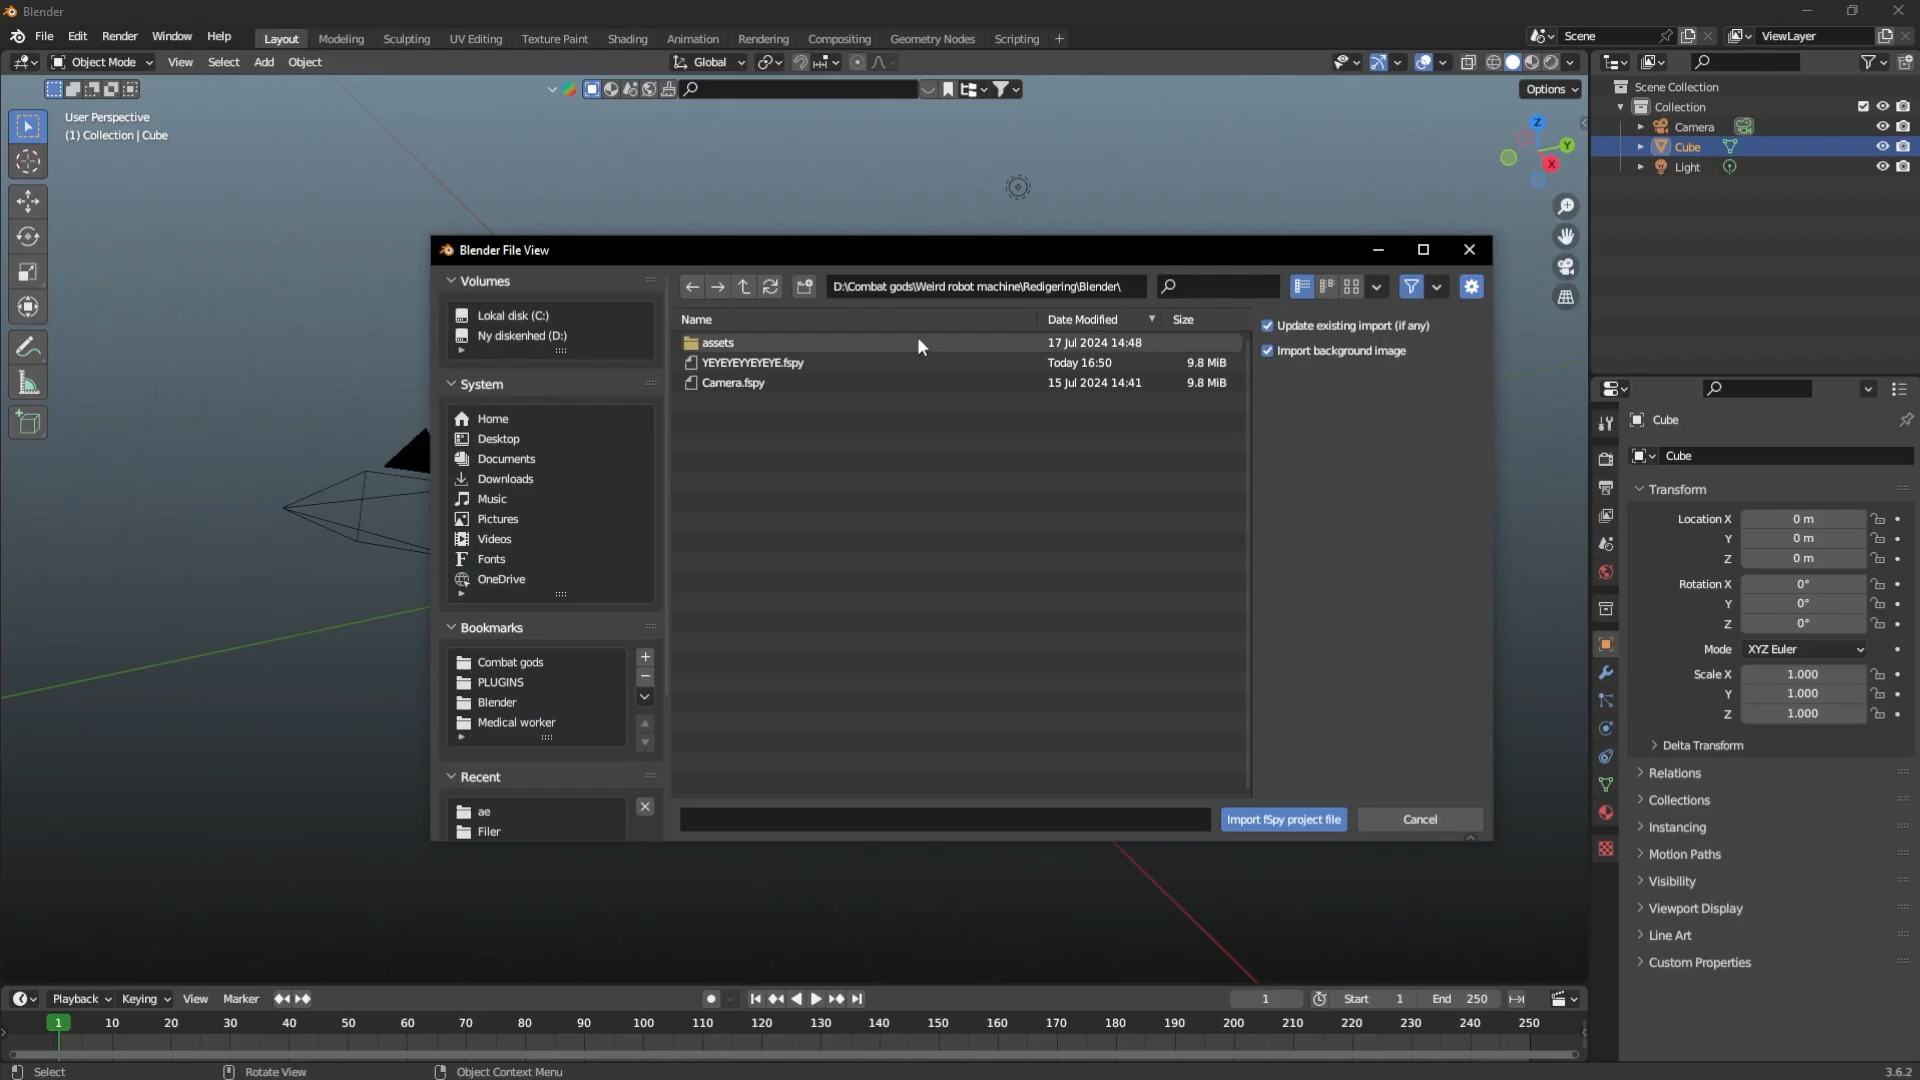 Blender
File Edit Render Window Help Layout Modeling Sculpting UV Editing Texture Paint Shading Animation Rendering Compositing Geometry Nodes Scripting + Scene ViewLayer
Object Mode View Select Add Object Global
Options
User Perspective
(1) Collection | Cube
Z
Y
X
Scene Collection
Collection
Camera
Cube
Light
Blender File View
Volumes
Lokal disk (C:)
Ny diskenhed (D:)
System
Home
Desktop
Documents
Downloads
Music
Pictures
Videos
Fonts
OneDrive
Bookmarks
Combat gods
PLUGINS
Blender
Medical worker
Recent
ae
Filer
D:\Combat gods\Weird robot machine\Redigering\Blender\
Name Date Modified Size
assets 17 Jul 2024 14:48
YEYEYEYYEYEYE.fspy Today 16:50 9.8 MiB
Camera.fspy 15 Jul 2024 14:41 9.8 MiB
Update existing import (if any)
Import background image
Import fSpy project file Cancel
Cube
Cube
Transform
Location X 0 m
Y 0 m
Z 0 m
Rotation X 0°
Y 0°
Z 0°
Mode XYZ Euler
Scale X 1.000
Y 1.000
Z 1.000
Delta Transform
Relations
Collections
Instancing
Motion Paths
Visibility
Viewport Display
Line Art
Custom Properties
Playback Keying View Marker 1 Start 1 End 250
1 10 20 30 40 50 60 70 80 90 100 110 120 130 140 150 160 170 180 190 200 210 220 230 240 250
Select Rotate View Object Context Menu 3.6.2